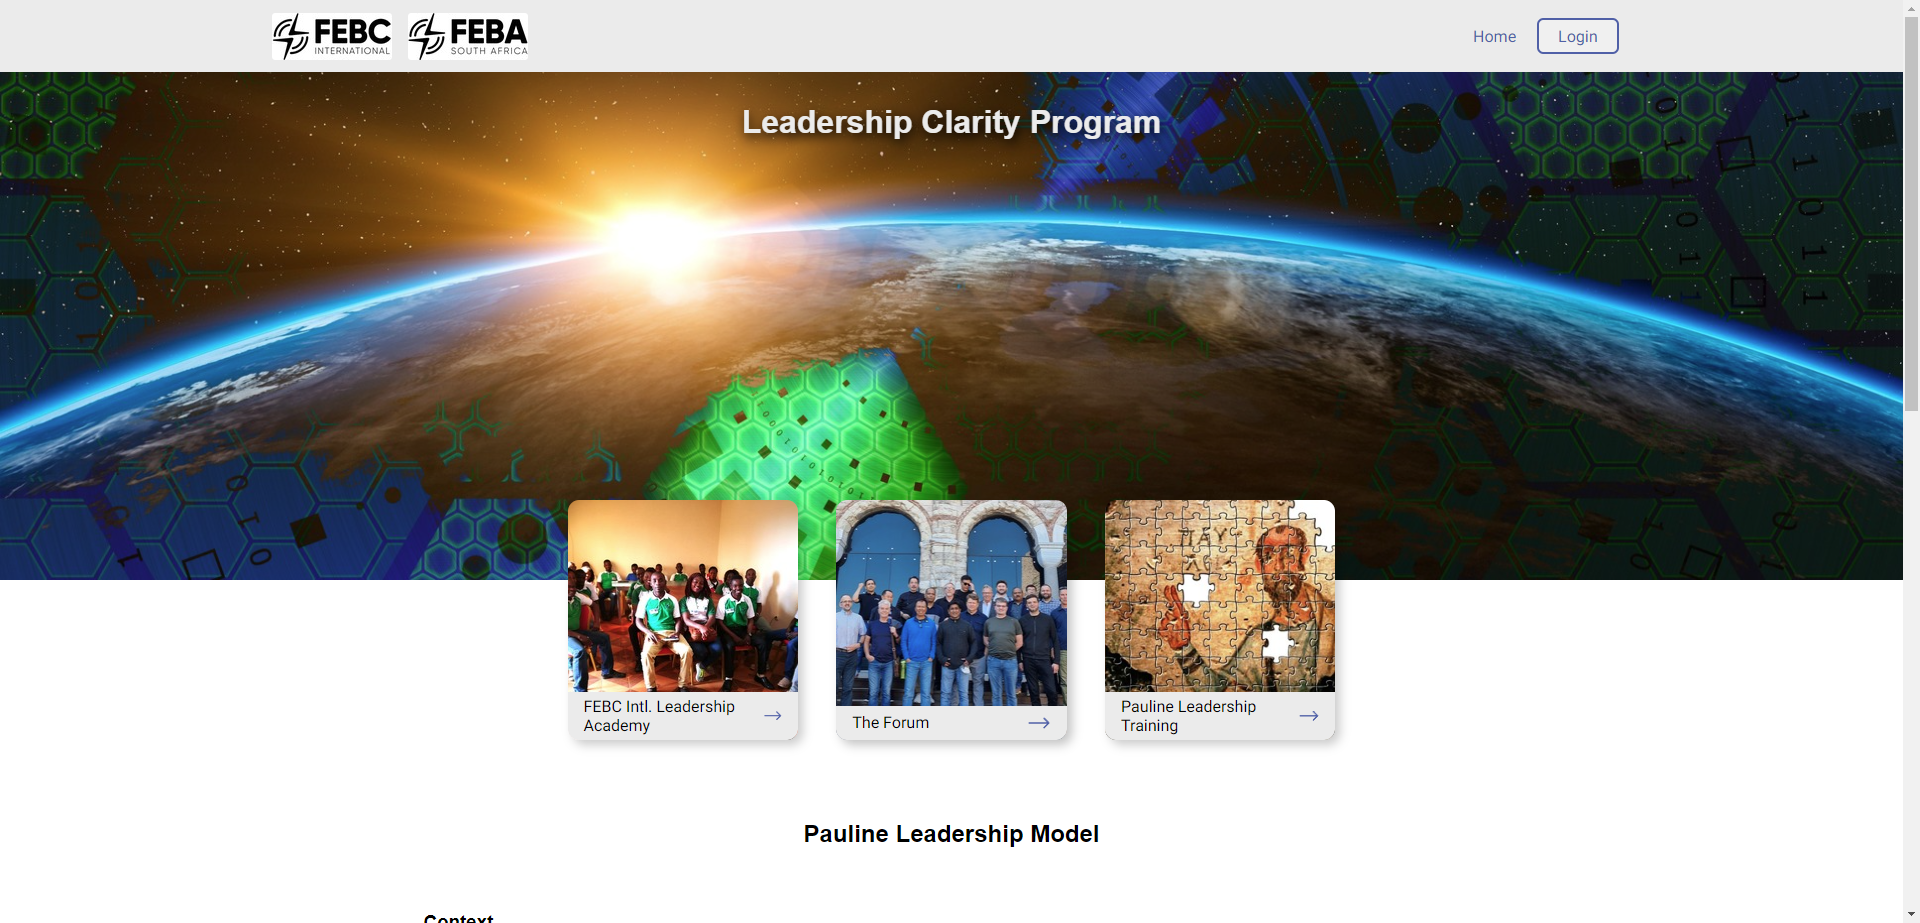 FEBC
INTERNATIONAL
FEBA
SOUTH AFRICA
Home
Login
Leadership Clarity Program
FEBC Intl. Leadership
Academy
The Forum
Pauline Leadership
Training
Pauline Leadership Model
Context